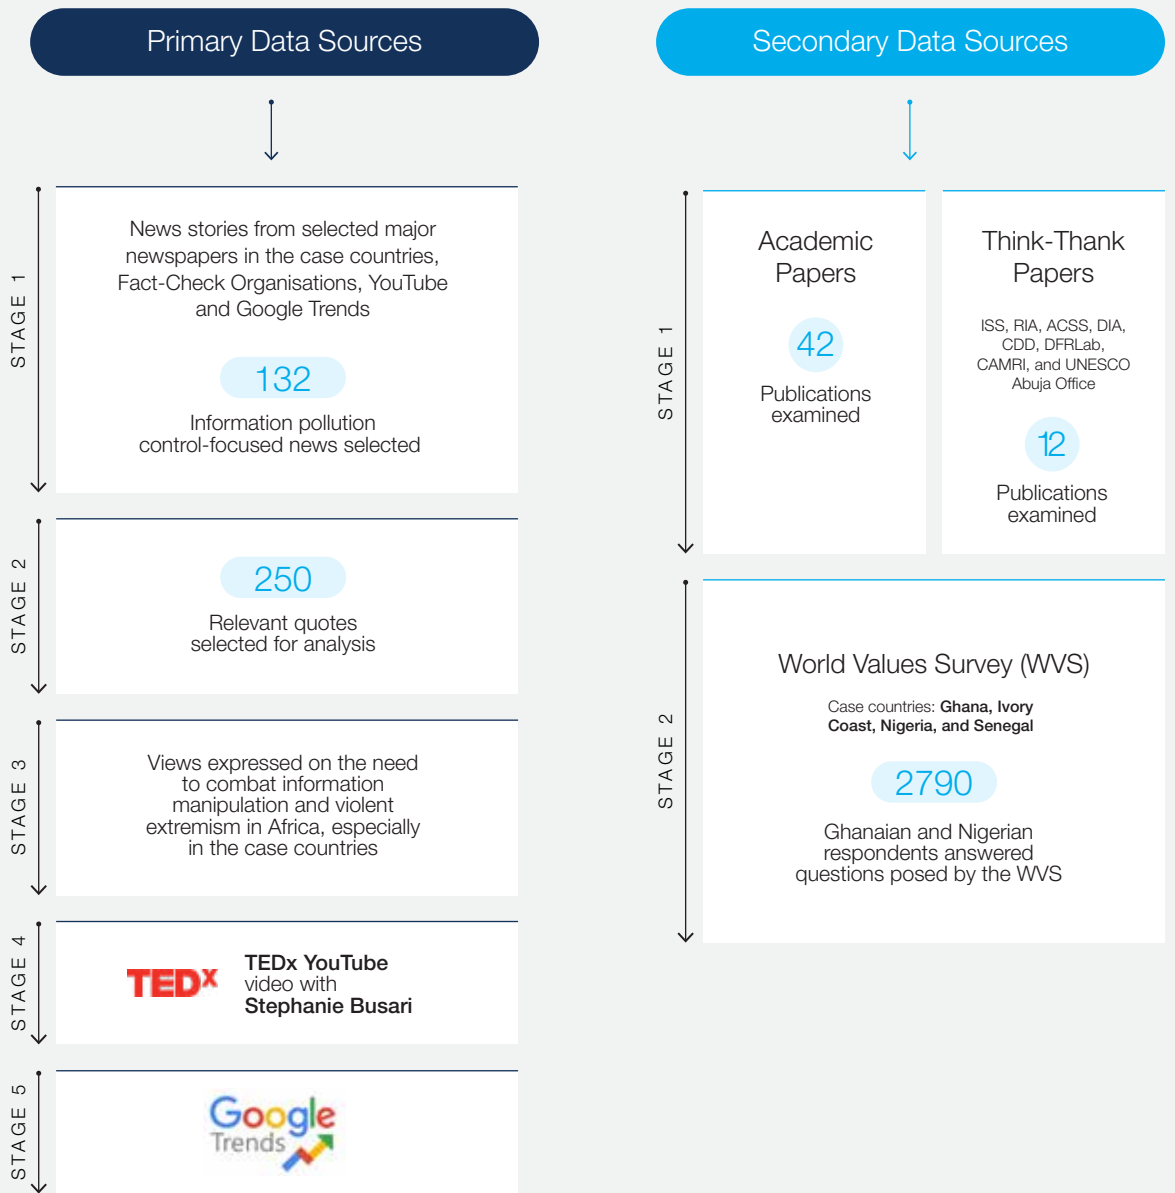 Primary Data Sources
STAGE 1
News stories from selected major
newspapers in the case countries,
Fact-Check Organisations, YouTube
and Google Trends
132
Information pollution
control-focused news selected
STAGE 2
250
Relevant quotes
selected for analysis
STAGE 3
Views expressed on the need
to combat information
manipulation and violent
extremism in Africa, especially
in the case countries
STAGE 4
TEDx
TEDx YouTube
video with
Stephanie Busari
STAGE 5
Google
Trends
Secondary Data Sources
STAGE 1
Academic
Papers
42
Publications
examined
Think-Thank
Papers
ISS, RIA, ACSS, DIA,
CDD, DFRLab,
CAMRI, and UNESCO
Abuja Office
12
Publications
examined
STAGE 2
World Values Survey (WVS)
Case countries: Ghana, Ivory
Coast, Nigeria, and Senegal
2790
Ghanaian and Nigerian
respondents answered
questions posed by the WVS